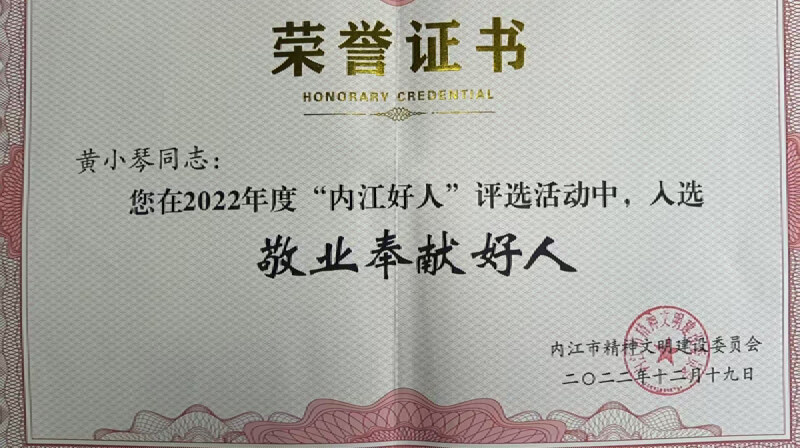 荣誉证书
HONORARY CREDENTIAL
黄小琴同志：
您在2022年度“内江好人”评选活动中，入选
敬业奉献好人
内江市精神文明建设委员会
二〇二二年十二月十九日